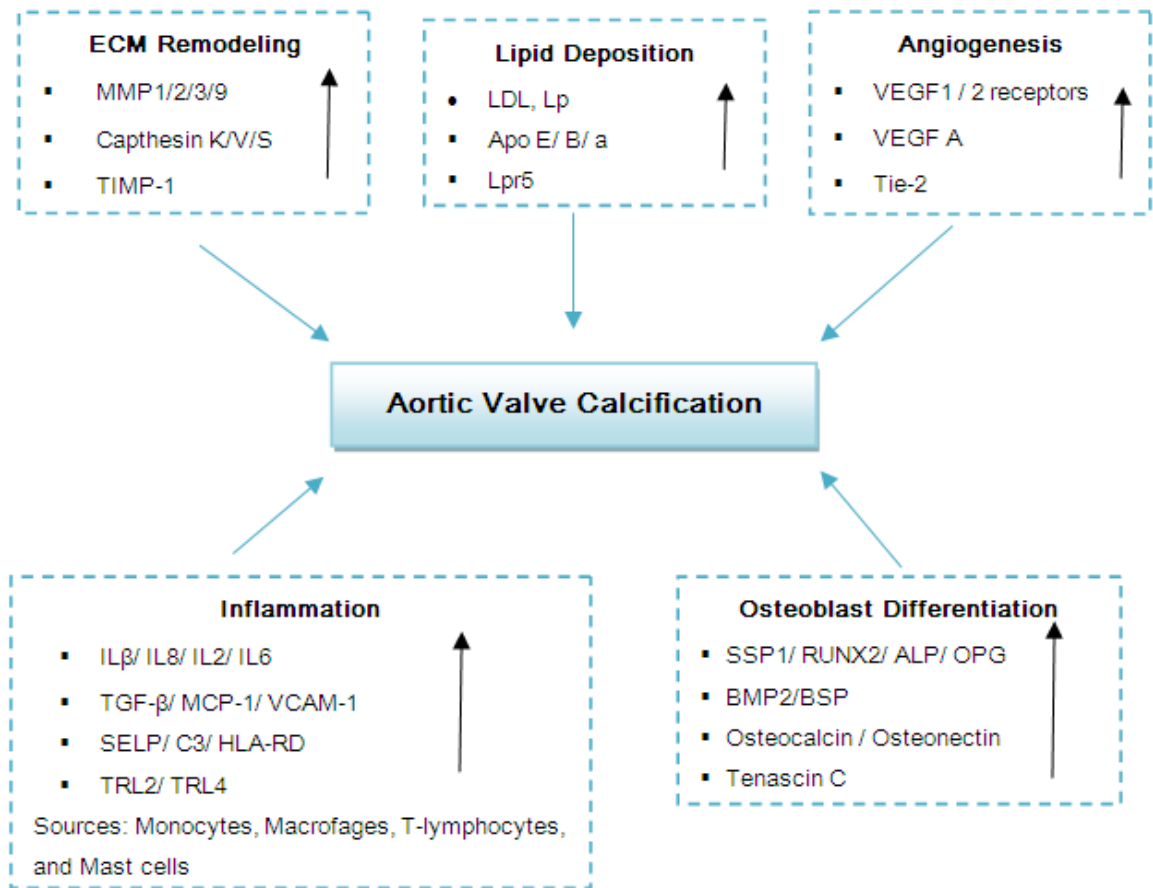 ECM Remodeling
MMP1/2/3/9
Capthesin K/V/S
TIMP-1
Lipid Deposition
LDL, Lp
Apo E/ B/ a
Lpr5
Angiogenesis
VEGF1 / 2 receptors
VEGF A
Tie-2
Aortic Valve Calcification
Inflammation
ILβ/ IL8/ IL2/ IL6
TGF-β/ MCP-1/ VCAM-1
SELP/ C3/ HLA-RD
TRL2/ TRL4
Sources: Monocytes, Macrofages, T-lymphocytes,
and Mast cells
Osteoblast Differentiation
SSP1/ RUNX2/ ALP/ OPG
BMP2/BSP
Osteocalcin / Osteonectin
Tenascin C